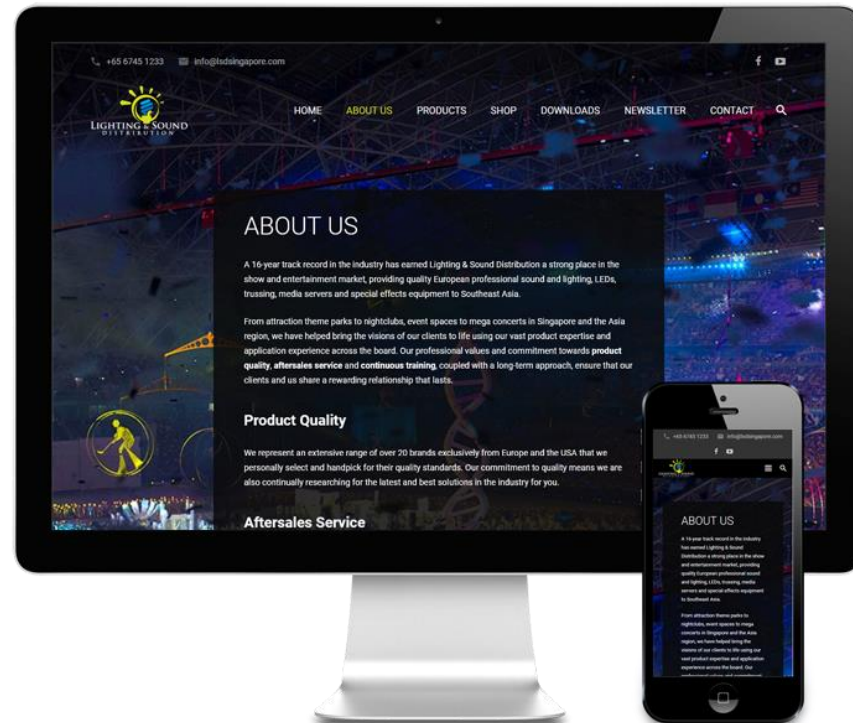 +65 6745 1233 info@lsdsingapore.com
LIGHTING & SOUND
DISTRIBUTION
HOME ABOUT US PRODUCTS SHOP DOWNLOADS NEWSLETTER CONTACT
ABOUT US
A 16-year track record in the industry has earned Lighting & Sound Distribution a strong place in the
show and entertainment market, providing quality European professional sound and lighting, LEDs,
trussing, media servers and special effects equipment to Southeast Asia.
From attraction theme parks to nightclubs, event spaces to mega concerts in Singapore and the Asia
region, we have helped bring the visions of our clients to life using our vast product expertise and
application experience across the board. Our professional values and commitment towards product
quality, aftersales service and continuous training, coupled with a long-term approach, ensure that our
clients and us share a rewarding relationship that lasts.
Product Quality
We represent an extensive range of over 20 brands exclusively from Europe and the USA that we
personally select and handpick for their quality standards. Our commitment to quality means we are
also continually researching for the latest and best solutions in the industry for you.
Aftersales Service
+65 6745 1233 info@lsdsingapore.com
ABOUT US
A 16-year track record in the industry
has earned Lighting & Sound
Distribution a strong place in the show
and entertainment market, providing
quality European professional sound
and lighting, LEDs, trussing, media
servers and special effects equipment
to Southeast Asia.
From attraction theme parks to
nightclubs, event spaces to mega
concerts in Singapore and the Asia
region, we have helped bring the
visions of our clients to life using our
vast product expertise and application
experience across the board. Our
professional values and commitment